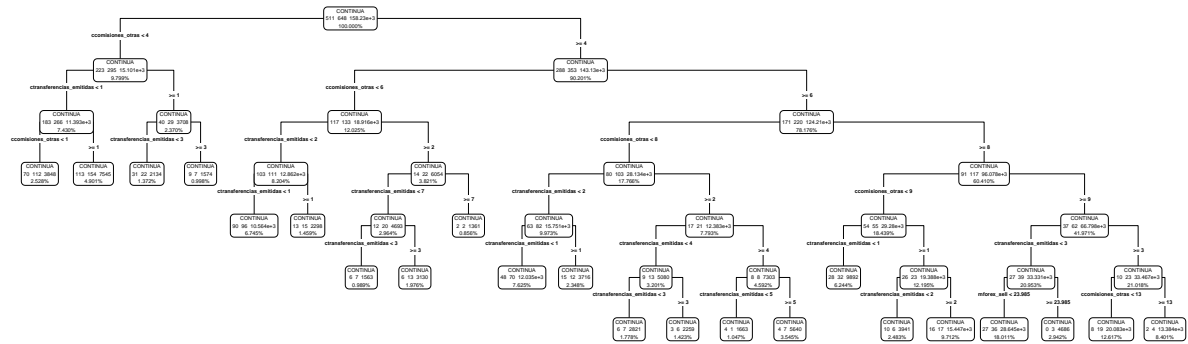 CONTINUA
511 648 158.23e+3
100.000%
ccomisiones_otras < 4
>= 4
CONTINUA
223 295 15.101e+3
9.799%
CONTINUA
288 353 143.13e+3
90.201%
ctransferencias_emitidas < 1
>= 1
ccomisiones_otras < 6
>= 6
CONTINUA
183 266 11.393e+3
7.430%
CONTINUA
40 29 3708
2.370%
CONTINUA
117 133 18.916e+3
12.025%
CONTINUA
171 220 124.21e+3
78.176%
ccomisiones_otras < 1
>= 1
ctransferencias_emitidas < 3
>= 3
ctransferencias_emitidas < 2
>= 2
ccomisiones_otras < 8
>= 8
CONTINUA
70 112 3848
2.528%
CONTINUA
113 154 7545
4.901%
CONTINUA
31 22 2134
1.372%
CONTINUA
9 7 1574
0.998%
CONTINUA
103 111 12.862e+3
8.204%
CONTINUA
14 22 6054
3.821%
CONTINUA
80 103 28.134e+3
17.766%
CONTINUA
91 117 96.078e+3
60.410%
ctransferencias_emitidas < 1
>= 1
ctransferencias_emitidas < 7
>= 7
ctransferencias_emitidas < 2
>= 2
ccomisiones_otras < 9
>= 9
CONTINUA
90 96 10.564e+3
6.745%
CONTINUA
13 15 2298
1.459%
CONTINUA
12 20 4693
2.964%
CONTINUA
2 2 1361
0.856%
CONTINUA
63 82 15.751e+3
9.973%
CONTINUA
17 21 12.383e+3
7.793%
CONTINUA
54 55 29.28e+3
18.439%
CONTINUA
37 62 66.798e+3
41.971%
ctransferencias_emitidas < 3
>= 3
ctransferencias_emitidas < 1
>= 1
ctransferencias_emitidas < 4
>= 4
ctransferencias_emitidas < 1
>= 1
ctransferencias_emitidas < 3
>= 3
CONTINUA
6 7 1563
0.989%
CONTINUA
6 13 3130
1.976%
CONTINUA
48 70 12.035e+3
7.625%
CONTINUA
15 12 3716
2.348%
CONTINUA
9 13 5080
3.201%
CONTINUA
8 8 7303
4.592%
CONTINUA
28 32 9892
6.244%
CONTINUA
26 23 19.388e+3
12.195%
CONTINUA
27 39 33.331e+3
20.953%
CONTINUA
10 23 33.467e+3
21.018%
ctransferencias_emitidas < 3
>= 3
ctransferencias_emitidas < 5
>= 5
ctransferencias_emitidas < 2
>= 2
mfores_sell < 23.985
>= 23.985
ccomisiones_otras < 13
>= 13
CONTINUA
6 7 2821
1.778%
CONTINUA
3 6 2259
1.423%
CONTINUA
4 1 1663
1.047%
CONTINUA
4 7 5640
3.545%
CONTINUA
10 6 3941
2.483%
CONTINUA
16 17 15.447e+3
9.712%
CONTINUA
27 36 28.645e+3
18.011%
CONTINUA
0 3 4686
2.942%
CONTINUA
8 19 20.083e+3
12.617%
CONTINUA
2 4 13.384e+3
8.401%